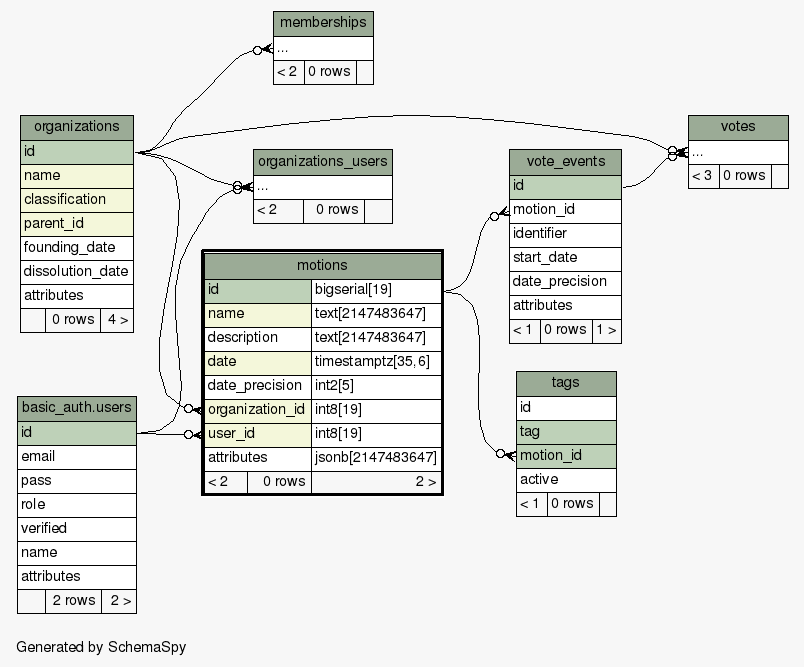 memberships
...
< 2 0 rows
organizations
id
name
classification
parent_id
founding_date
dissolution_date
attributes
0 rows 4 >
organizations_users
...
< 2 0 rows
vote_events
id
motion_id
identifier
start_date
date_precision
attributes
< 1 0 rows 1 >
votes
...
< 3 0 rows
motions
id bigserial[19]
name text[2147483647]
description text[2147483647]
date timestamptz[35,6]
date_precision int2[5]
organization_id int8[19]
user_id int8[19]
attributes jsonb[2147483647]
< 2 0 rows 2 >
basic_auth.users
id
email
pass
role
verified
name
attributes
2 rows 2 >
tags
id
tag
motion_id
active
< 1 0 rows
Generated by SchemaSpy